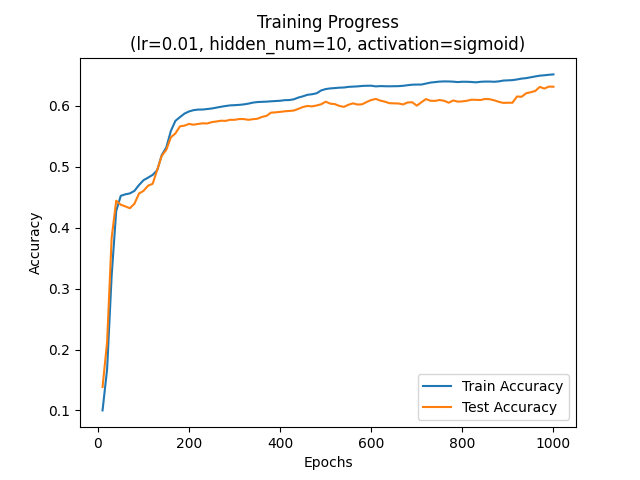 Training Progress
(lr=0.01, hidden_num=10, activation=sigmoid)
Accuracy
0.6
0.5
0.4
0.3
0.2
0.1
Train Accuracy
Test Accuracy
0 200 400 600 800 1000
Epochs